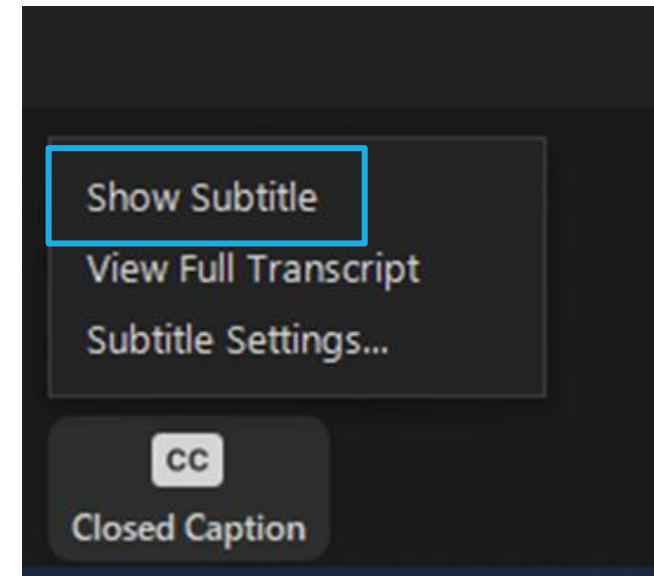 Show Subtitle
View Full Transcript
Subtitle Settings...
CC
Closed Caption